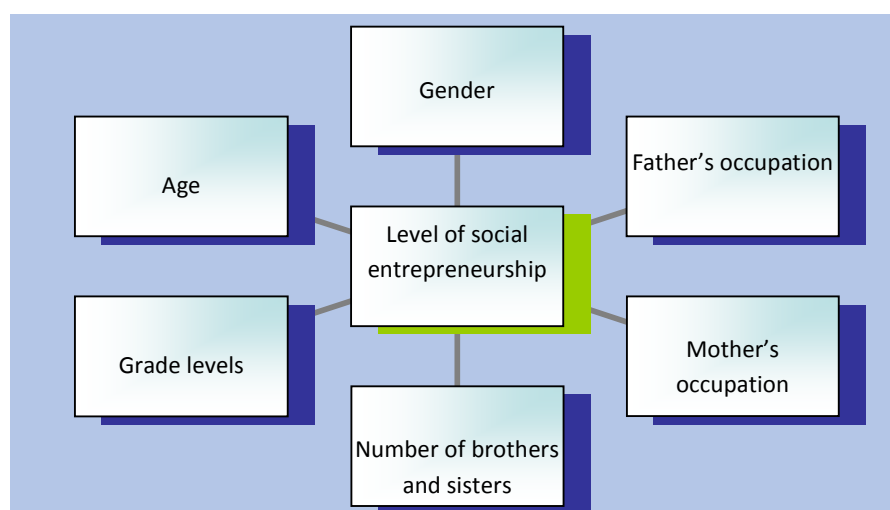 Gender
Age
Father’s occupation
Level of social
entrepreneurship
Grade levels
Mother’s
occupation
Number of brothers
and sisters